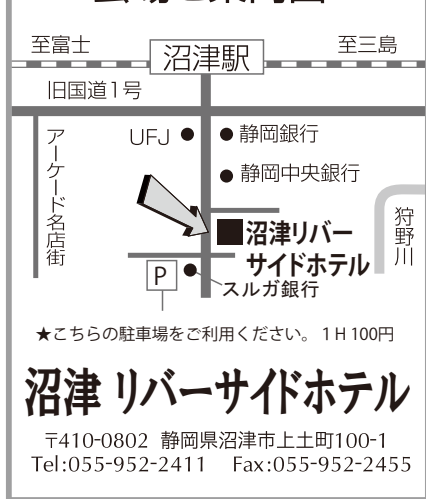 至富士
沼津駅
至三島
旧国道1号
アーケード名店街
UFJ
静岡銀行
静岡中央銀行
狩野川
沼津リバー
サイドホテル
P
スルガ銀行
★こちらの駐車場をご利用ください。 1H 100円
沼津 リバーサイドホテル
〒410-0802 静岡県沼津市上土町100-1
Tel:055-952-2411 Fax:055-952-2455